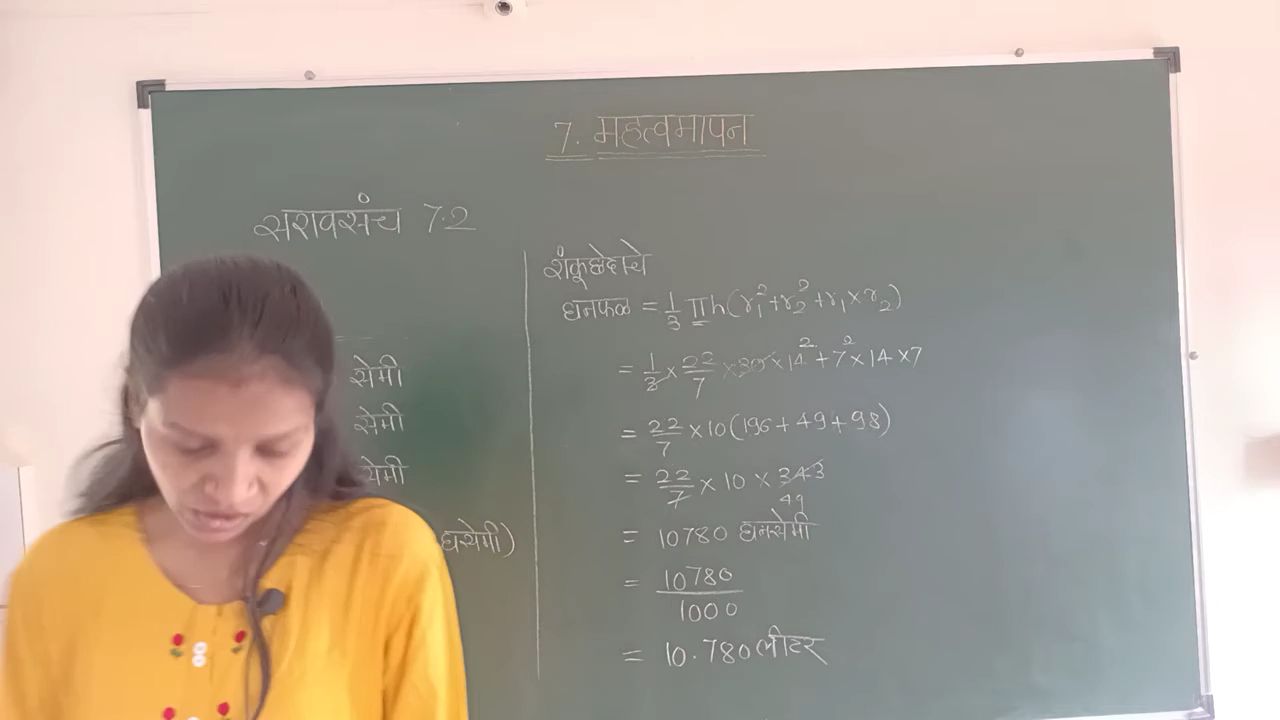 7. महत्वमापन
सरावसंच 7.2
सेमी
सेमी
सेमी
घसेमी)
शंकूछेदाचे
घनफळ = 1/3 πh(r₁² + r₂² + r₁ × r₂)
= 1/3 × 22/7 × 30 × 14² + 7² × 14 × 7
= 22/7 × 10 (196 + 49 + 98)
= 22/7 × 10 × 343
49
= 10780 घनसेमी
= 10780/1000
= 10.780 लीटर